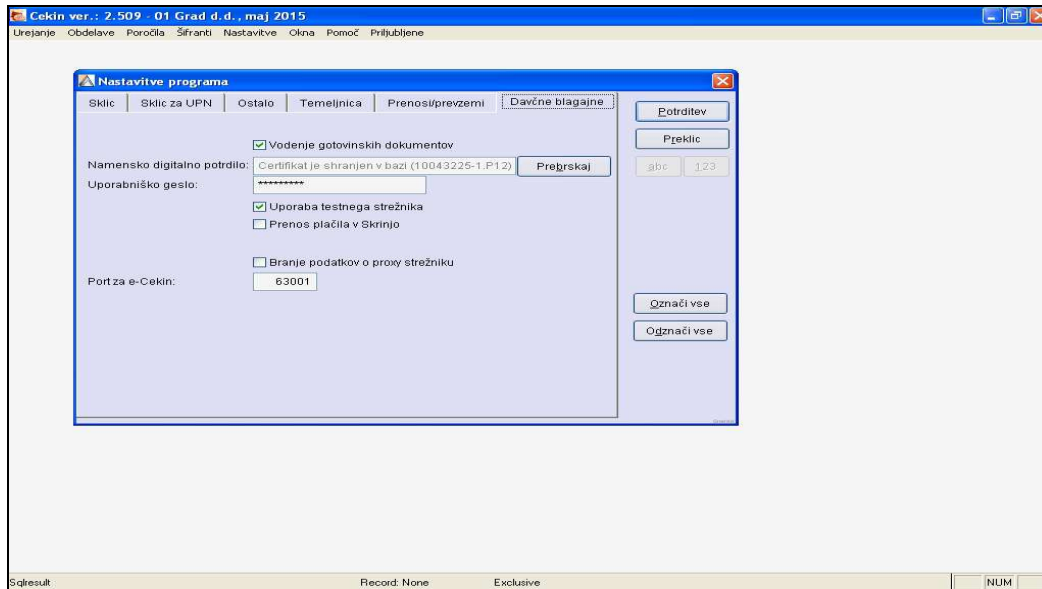 Cekin ver.: 2.509 - 01 Grad d.d., maj 2015
Urejanje Obdelave Poročila Šifranti Nastavitve Okna Pomoč Priljubljene
Nastavitve programa
Sklic Sklic za UPN Ostalo Temeljnica Prenosi/prevzemi Davčne blagajne
Potrditev
Preklic
abc 123
Vodenje gotovinskih dokumentov
Namensko digitalno potrdilo: Certifikat je shranjen v bazi (10043225-1.P12) Prebrskaj
Uporabniško geslo: *********
Uporaba testnega strežnika
Prenos plačila v Skrinjo
Branje podatkov o proxy strežniku
Port za e-Cekin: 63001
Označi vse
Odznači vse
Sqlresult Record: None Exclusive NUM